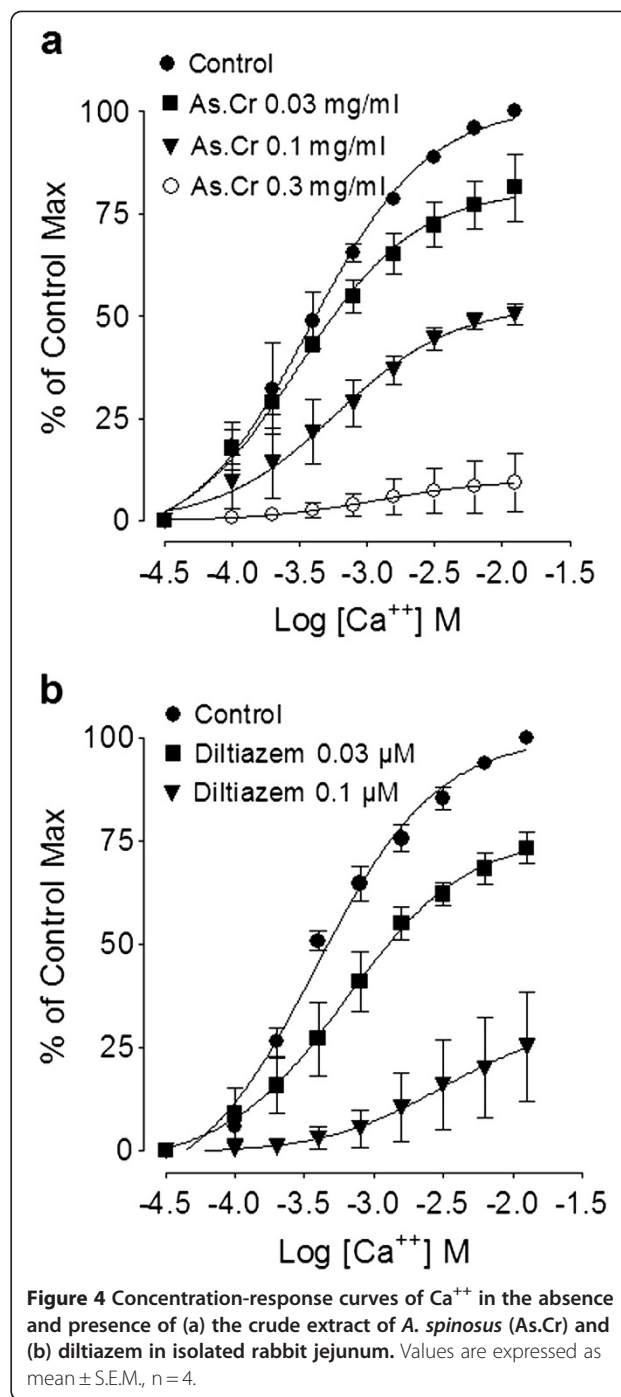 a
● Control
■ As.Cr 0.03 mg/ml
▼ As.Cr 0.1 mg/ml
○ As.Cr 0.3 mg/ml
% of Control Max
100
75
50
25
0
-4.5 -4.0 -3.5 -3.0 -2.5 -2.0 -1.5
Log [Ca⁺⁺] M
b
● Control
■ Diltiazem 0.03 µM
▼ Diltiazem 0.1 µM
% of Control Max
100
75
50
25
0
-4.5 -4.0 -3.5 -3.0 -2.5 -2.0 -1.5
Log [Ca⁺⁺] M
Figure 4 Concentration-response curves of Ca⁺⁺ in the absence
and presence of (a) the crude extract of A. spinosus (As.Cr) and
(b) diltiazem in isolated rabbit jejunum. Values are expressed as
mean ± S.E.M., n = 4.